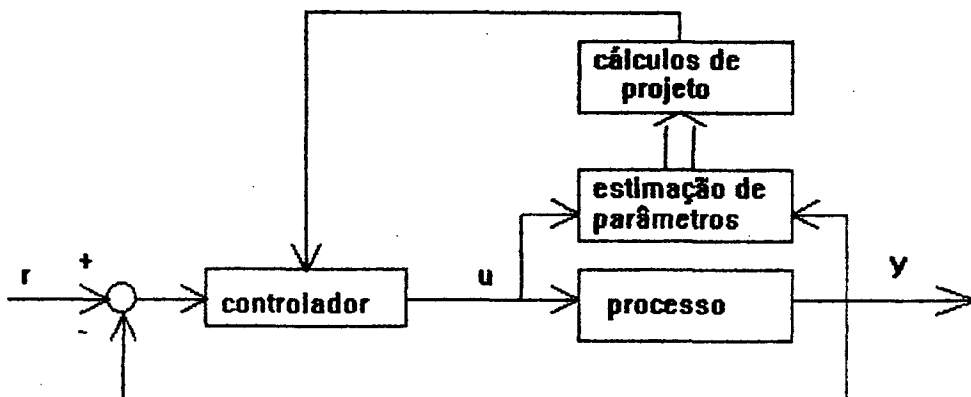 cálculos de
projeto
estimação de
parâmetros
r
+
-
controlador
u
processo
y